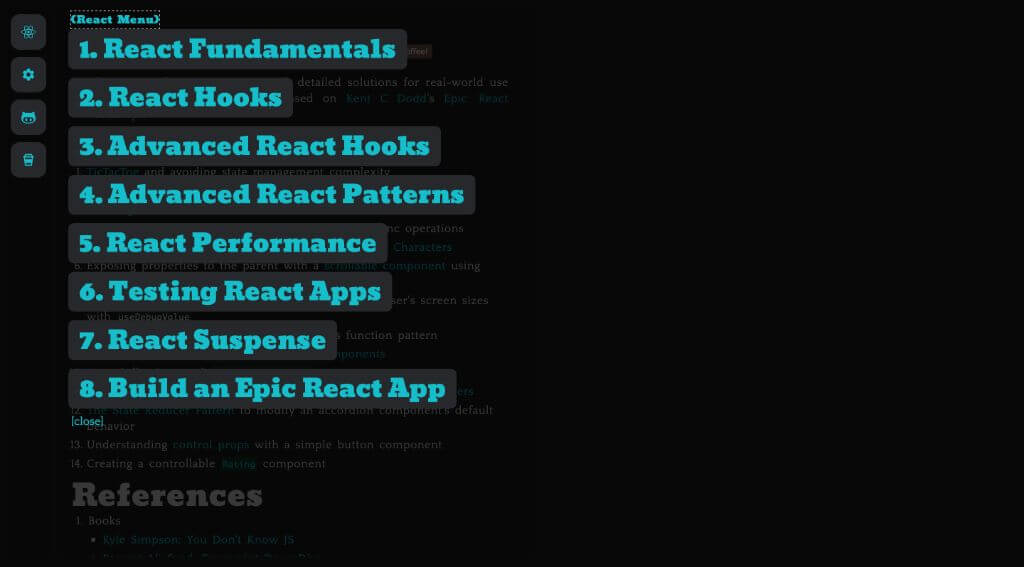 {React Menu}
1. React Fundamentals
offee!
detailed solutions for real-world use
2. React Hooks
sed on Kent C Dodd's Epic React
3. Advanced React Hooks
1. TicTacToe and avoiding state management complexity
4. Advanced React Patterns
nc operations
5. React Performance
Characters
6. Exposing properties to the parent with a scrollable component using
6. Testing React Apps
ser's screen sizes
with useDebugValue
7. React Suspense
s function pattern
ponents
8. Build an Epic React App
ers
12. The State Reducer Pattern to modify an accordion component's default
[close]
behavior
13. Understanding control props with a simple button component
14. Creating a controllable Rating component
References
1. Books
Kyle Simpson: You Don't Know JS